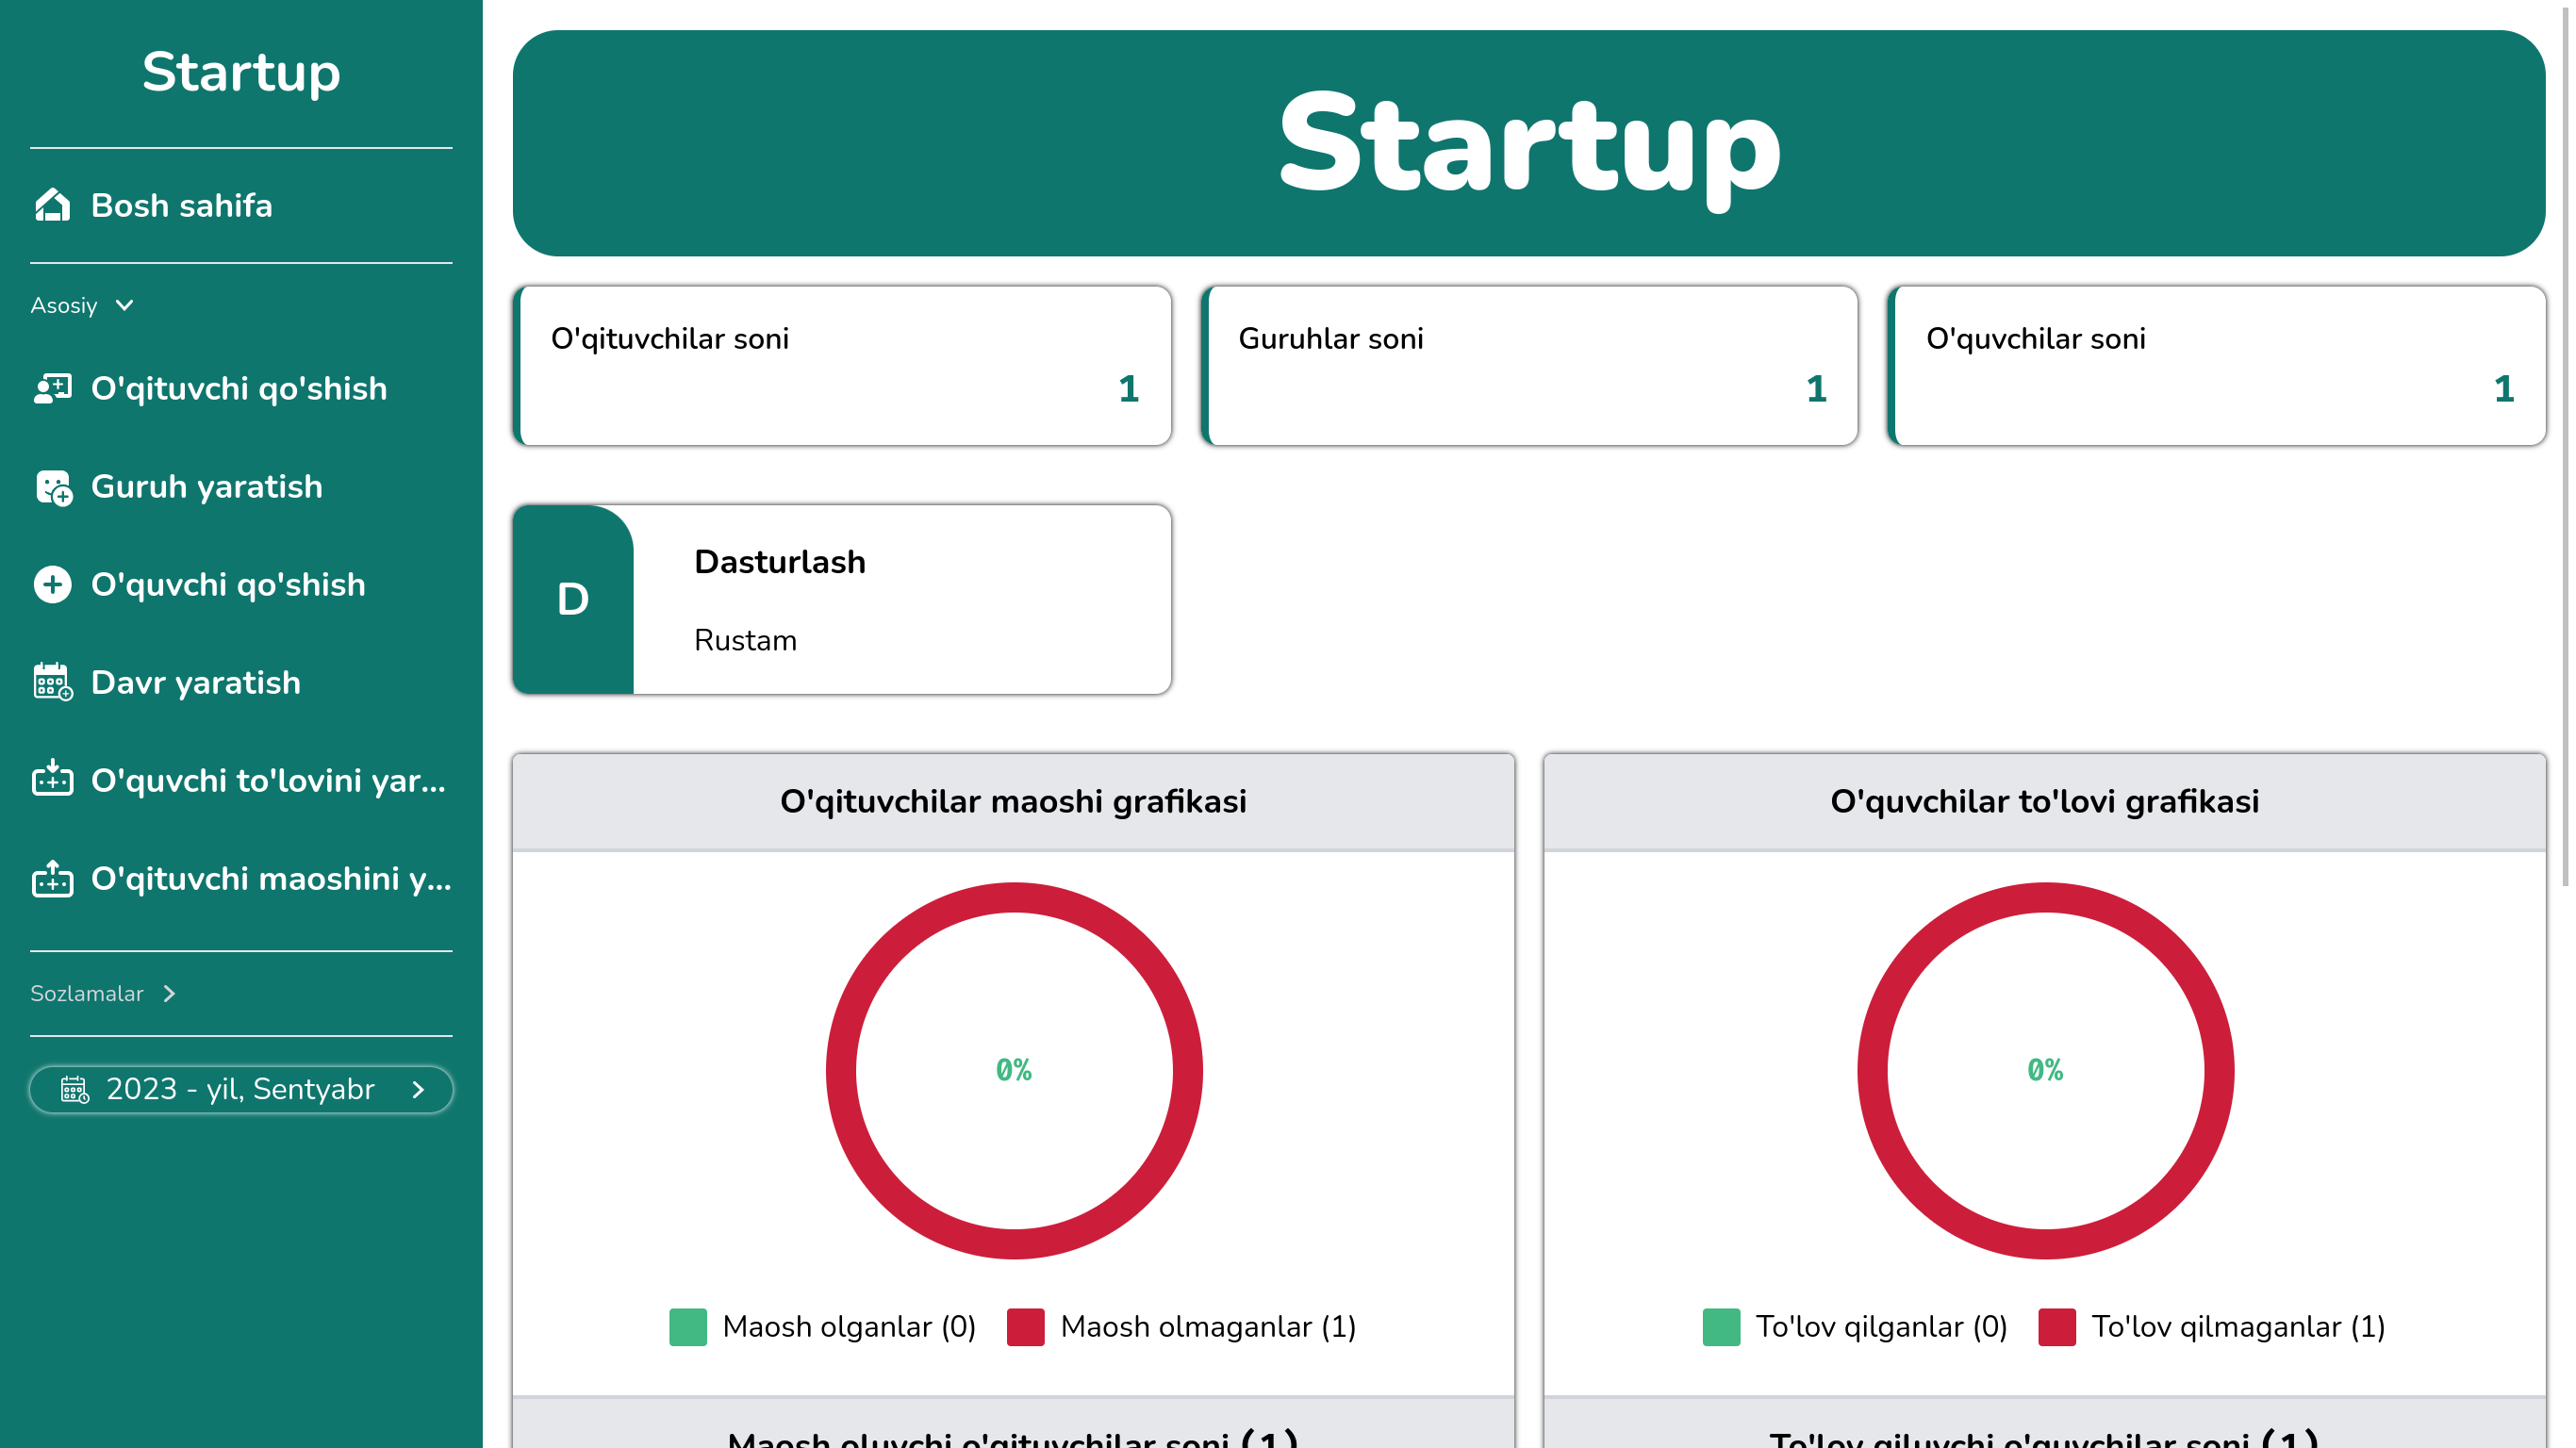 Startup
Bosh sahifa
Asosiy
O'qituvchi qo'shish
Guruh yaratish
O'quvchi qo'shish
Davr yaratish
O'quvchi to'lovini yar...
O'qituvchi maoshini y...
Sozlamalar
2023 - yil, Sentyabr
Startup
O'qituvchilar soni
1
Guruhlar soni
1
O'quvchilar soni
1
D
Dasturlash
Rustam
O'qituvchilar maoshi grafikasi
0%
Maosh olganlar (0)
Maosh olmaganlar (1)
Maosh oluvchi o'qituvchilar soni (1)
O'quvchilar to'lovi grafikasi
0%
To'lov qilganlar (0)
To'lov qilmaganlar (1)
To'lov qiluvchi o'quvchilar soni (1)